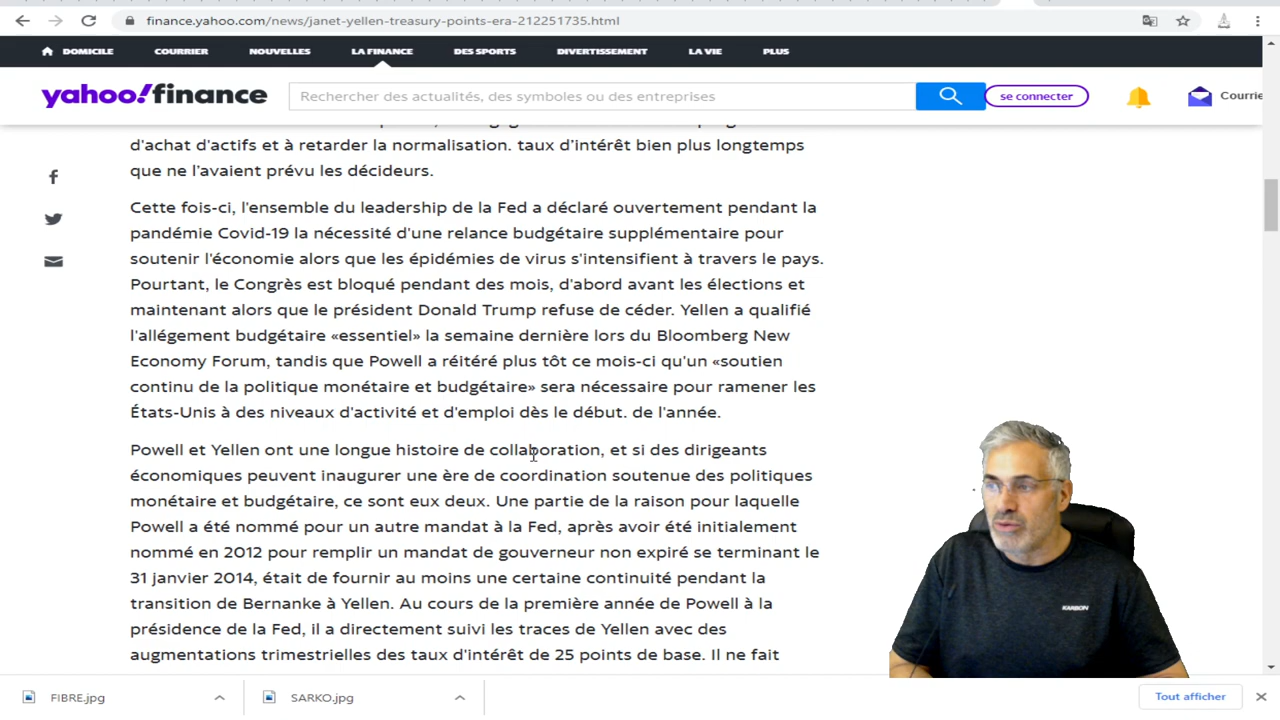 finance.yahoo.com/news/janet-yellen-treasury-points-era-212251735.html
DOMICILE COURRIER NOUVELLES LA FINANCE DES SPORTS DIVERTISSEMENT LA VIE PLUS
yahoo!finance Rechercher des actualités, des symboles ou des entreprises se connecter Courrie
d'achat d'actifs et à retarder la normalisation. taux d'intérêt bien plus longtemps
que ne l'avaient prévu les décideurs.
Cette fois-ci, l'ensemble du leadership de la Fed a déclaré ouvertement pendant la
pandémie Covid-19 la nécessité d'une relance budgétaire supplémentaire pour
soutenir l'économie alors que les épidémies de virus s'intensifient à travers le pays.
Pourtant, le Congrès est bloqué pendant des mois, d'abord avant les élections et
maintenant alors que le président Donald Trump refuse de céder. Yellen a qualifié
l'allégement budgétaire «essentiel» la semaine dernière lors du Bloomberg New
Economy Forum, tandis que Powell a réitéré plus tôt ce mois-ci qu'un «soutien
continu de la politique monétaire et budgétaire» sera nécessaire pour ramener les
États-Unis à des niveaux d'activité et d'emploi dès le début. de l'année.
Powell et Yellen ont une longue histoire de collaboration, et si des dirigeants
économiques peuvent inaugurer une ère de coordination soutenue des politiques
monétaire et budgétaire, ce sont eux deux. Une partie de la raison pour laquelle
Powell a été nommé pour un autre mandat à la Fed, après avoir été initialement
nommé en 2012 pour remplir un mandat de gouverneur non expiré se terminant le
31 janvier 2014, était de fournir au moins une certaine continuité pendant la
transition de Bernanke à Yellen. Au cours de la première année de Powell à la
présidence de la Fed, il a directement suivi les traces de Yellen avec des
augmentations trimestrielles des taux d'intérêt de 25 points de base. Il ne fait
KARBON
FIBRE.jpg SARKO.jpg Tout afficher